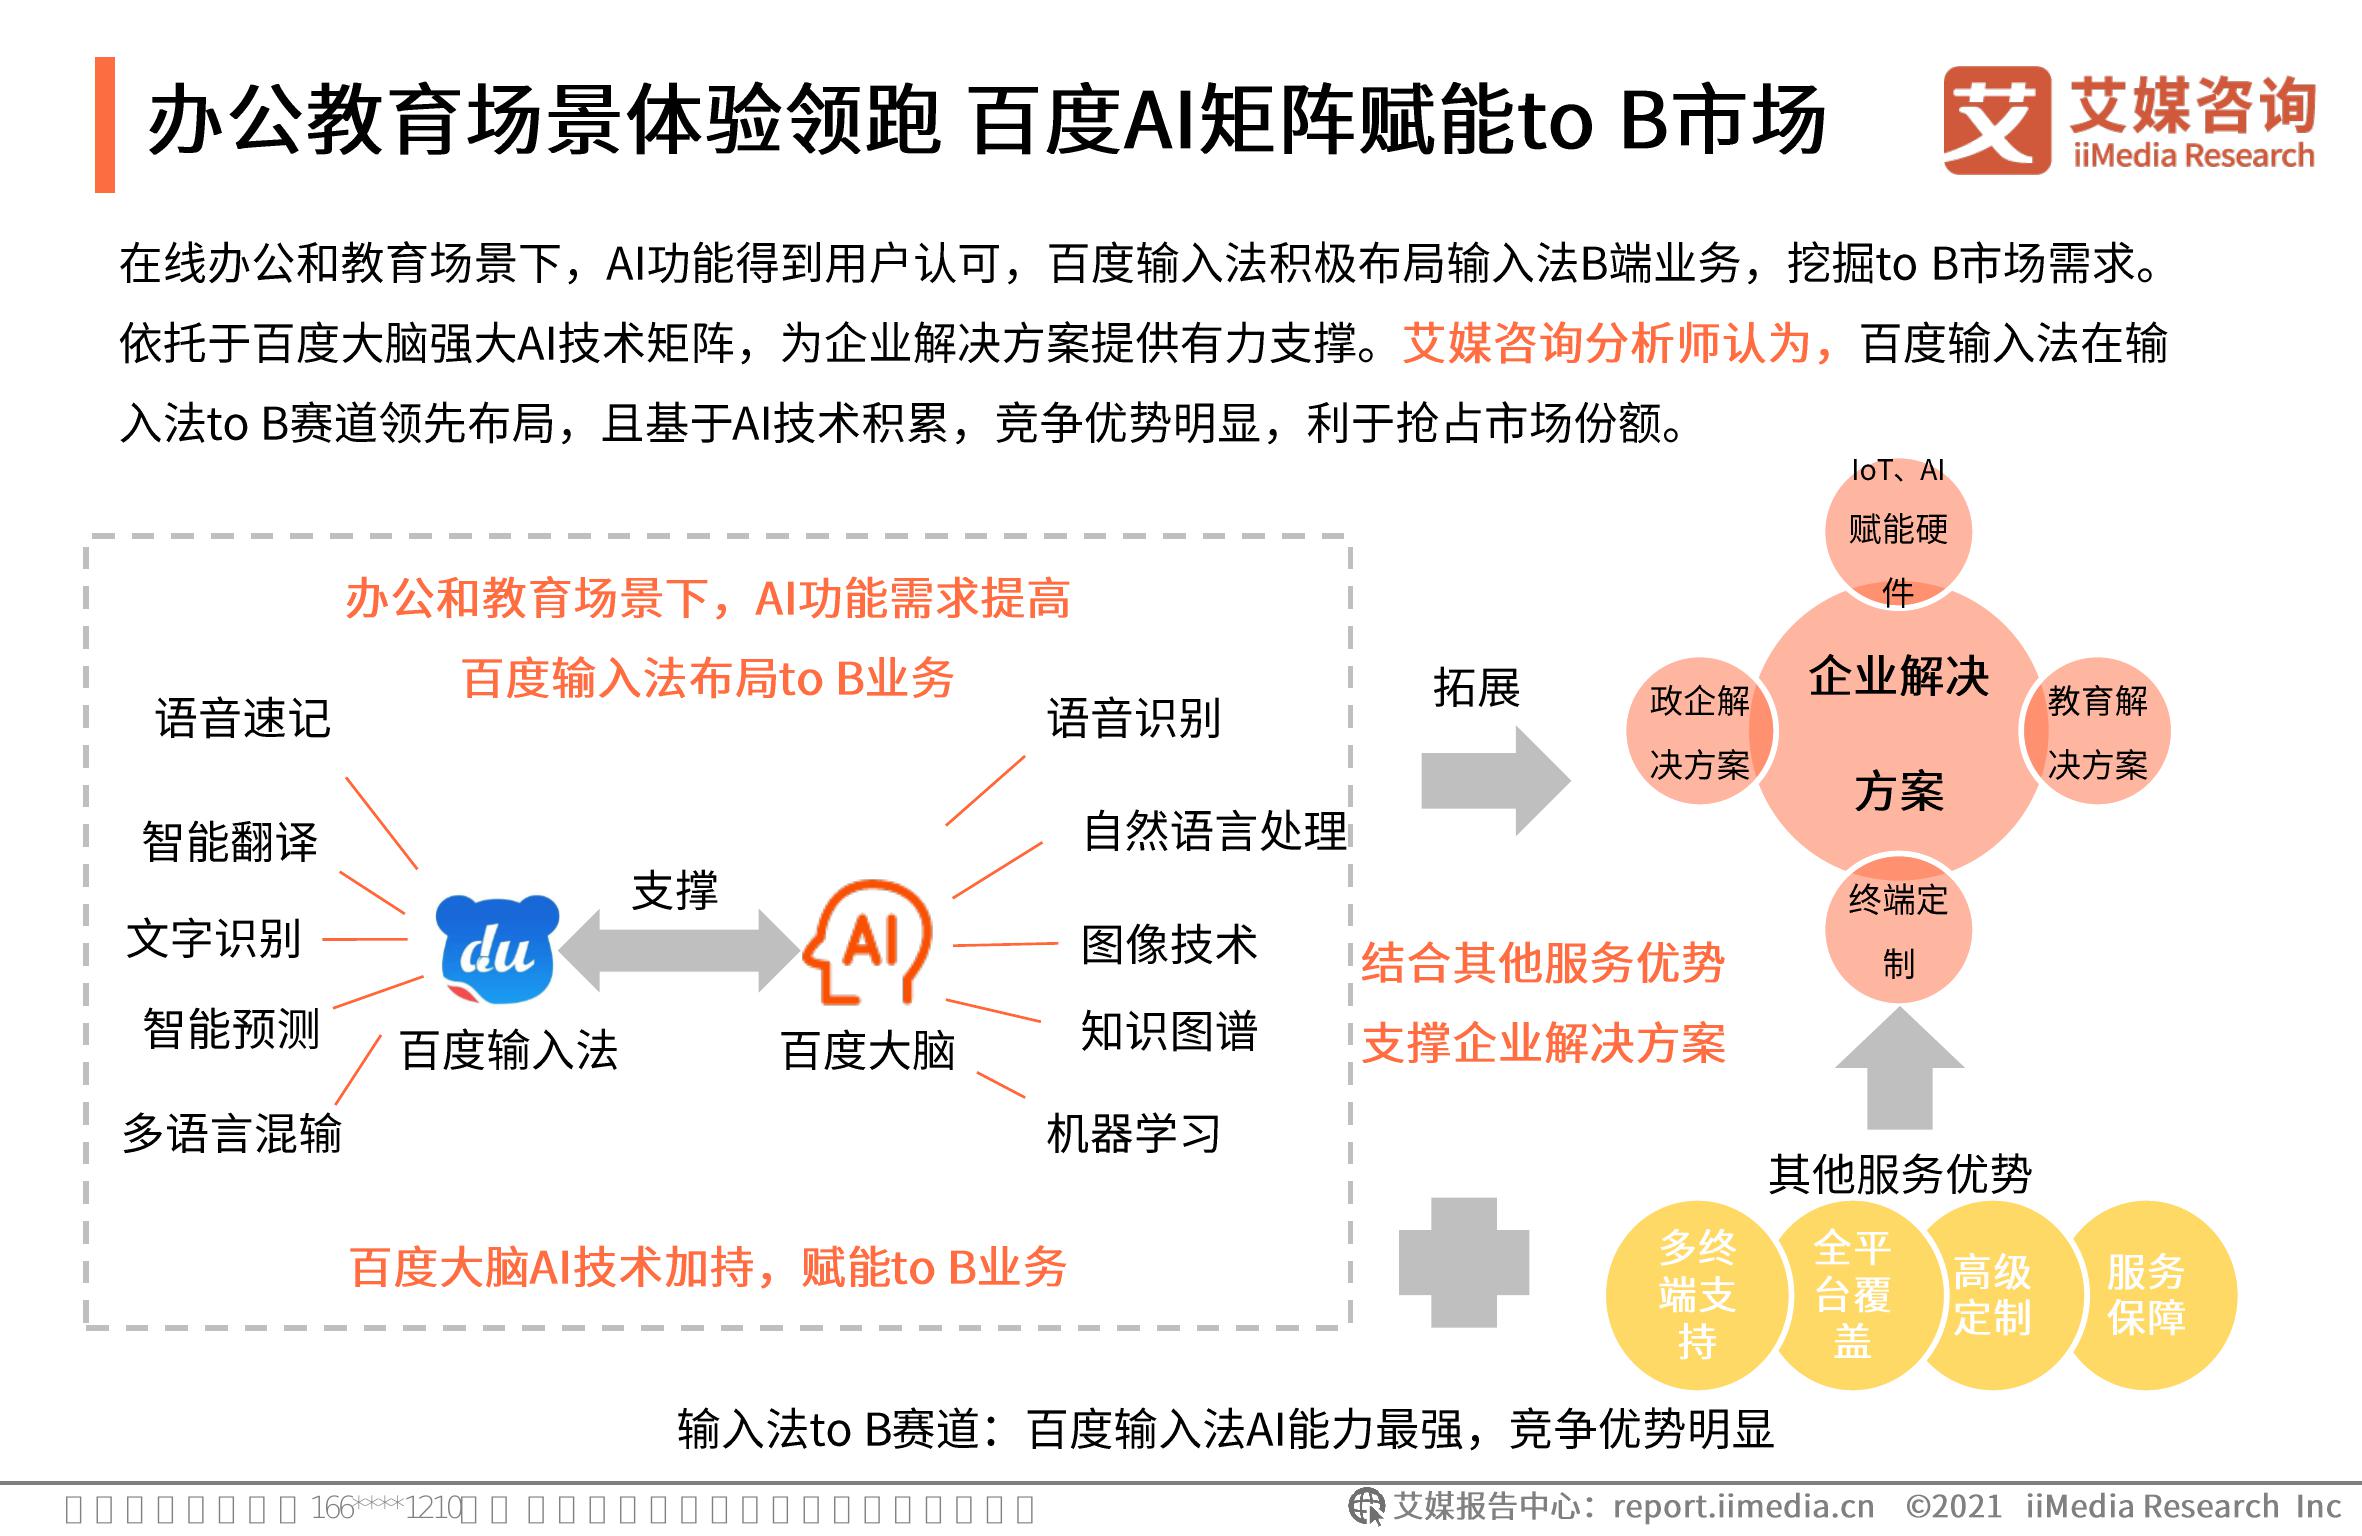 办公教育场景体验领跑 百度AI矩阵赋能to B市场
艾媒咨询
iiMedia Research
在线办公和教育场景下，AI功能得到用户认可，百度输入法积极布局输入法B端业务，挖掘to B市场需求。
依托于百度大脑强大AI技术矩阵，为企业解决方案提供有力支撑。艾媒咨询分析师认为，百度输入法在输
入法to B赛道领先布局，且基于AI技术积累，竞争优势明显，利于抢占市场份额。
办公和教育场景下，AI功能需求提高
百度输入法布局to B业务
语音速记
智能翻译
文字识别
智能预测
多语言混输
du
百度输入法
支撑
AI
百度大脑
语音识别
自然语言处理
图像技术
知识图谱
机器学习
百度大脑AI技术加持，赋能to B业务
拓展
结合其他服务优势
支撑企业解决方案
IoT、AI
赋能硬
件
政企解
决方案
企业解决
方案
教育解
决方案
终端定
制
其他服务优势
多终
端支
持
全平
台覆
盖
高级
定制
服务
保障
输入法to B赛道：百度输入法AI能力最强，竞争优势明显
166****1210
艾媒报告中心：report.iimedia.cn ©2021 iiMedia Research Inc